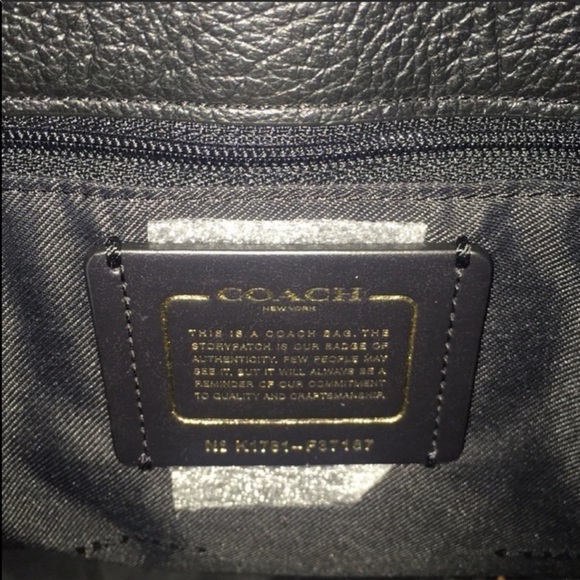 COACH
NEW YORK
THIS IS A COACH BAG. THE
STORYPATCH IS OUR BADGE OF
AUTHENTICITY. FEW PEOPLE MAY
SEE IT, BUT IT WILL ALWAYS BE A
REMINDER OF OUR COMMITMENT
TO QUALITY AND CRAFTSMANSHIP.
Nº K1761-F37167